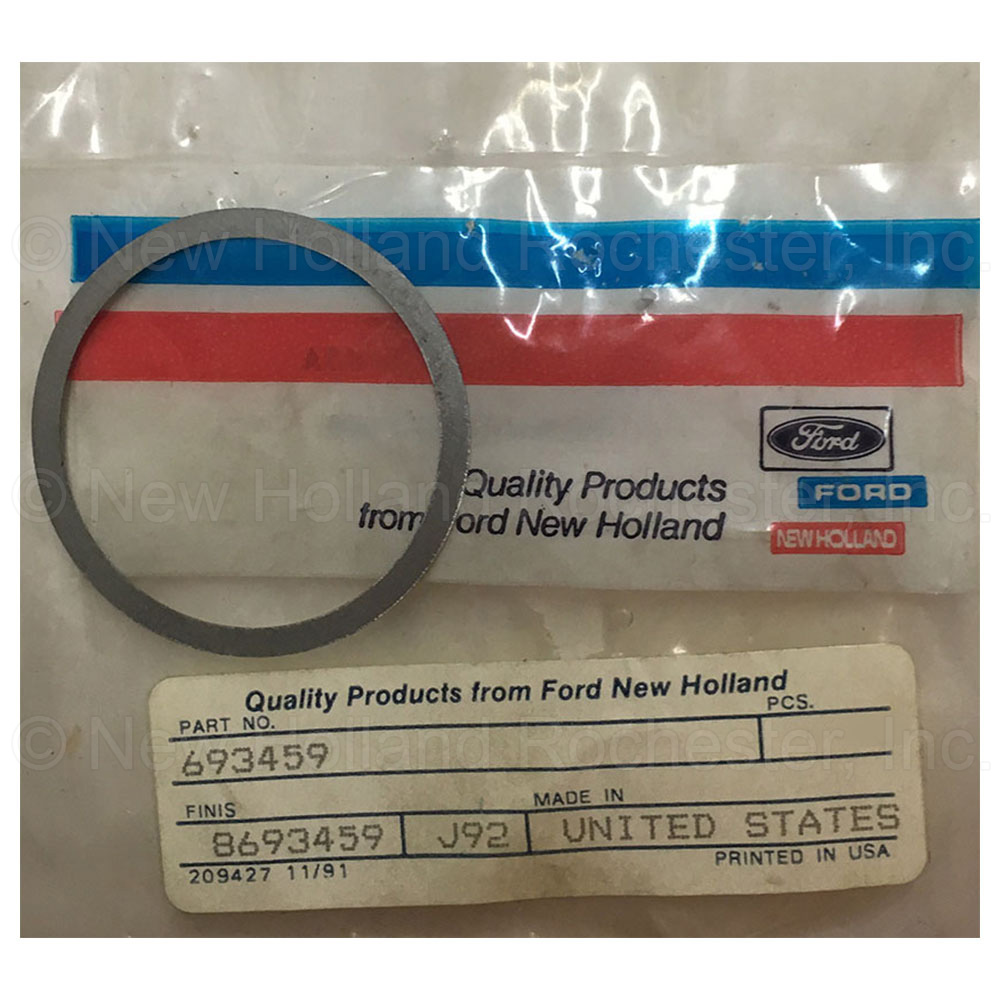 © New Holland Rochester, Inc.
Ford
Quality Products
FORD
from Ford New Holland
NEW HOLLAND
© New Holland Rochester, Inc.
Quality Products from Ford New Holland
PART NO.
PCS.
693459
© New Holland Rochester, Inc.
FINIS
MADE IN
8693459 J92 UNITED STATES
209427 11/91
PRINTED IN USA